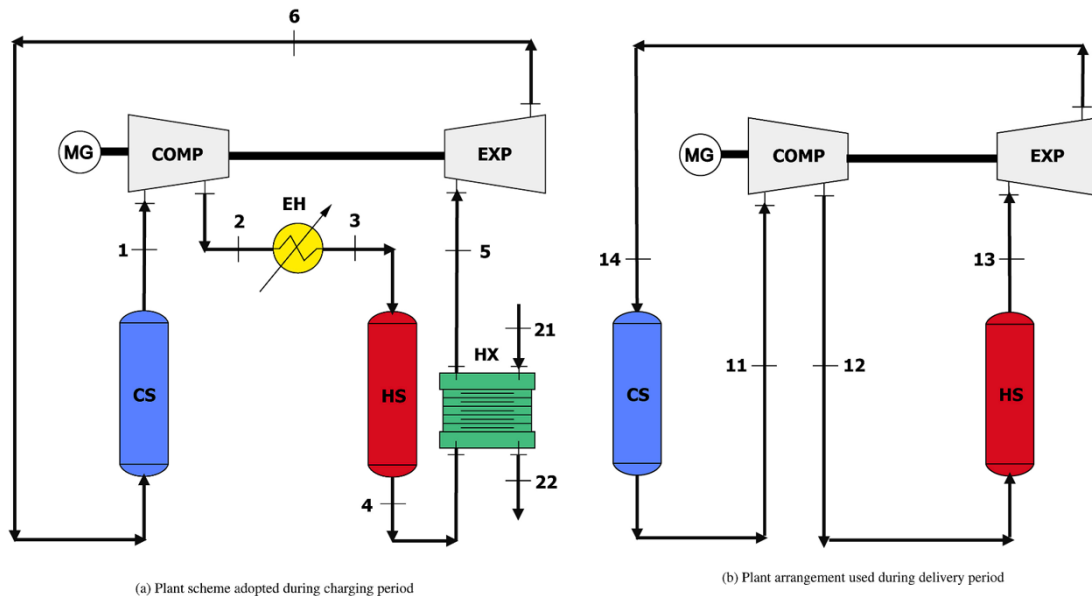 6
MG
COMP
EXP
EH
2
3
1
5
21
HX
CS
HS
22
4
(a) Plant scheme adopted during charging period
MG
COMP
EXP
14
13
11
12
CS
HS
(b) Plant arrangement used during delivery period